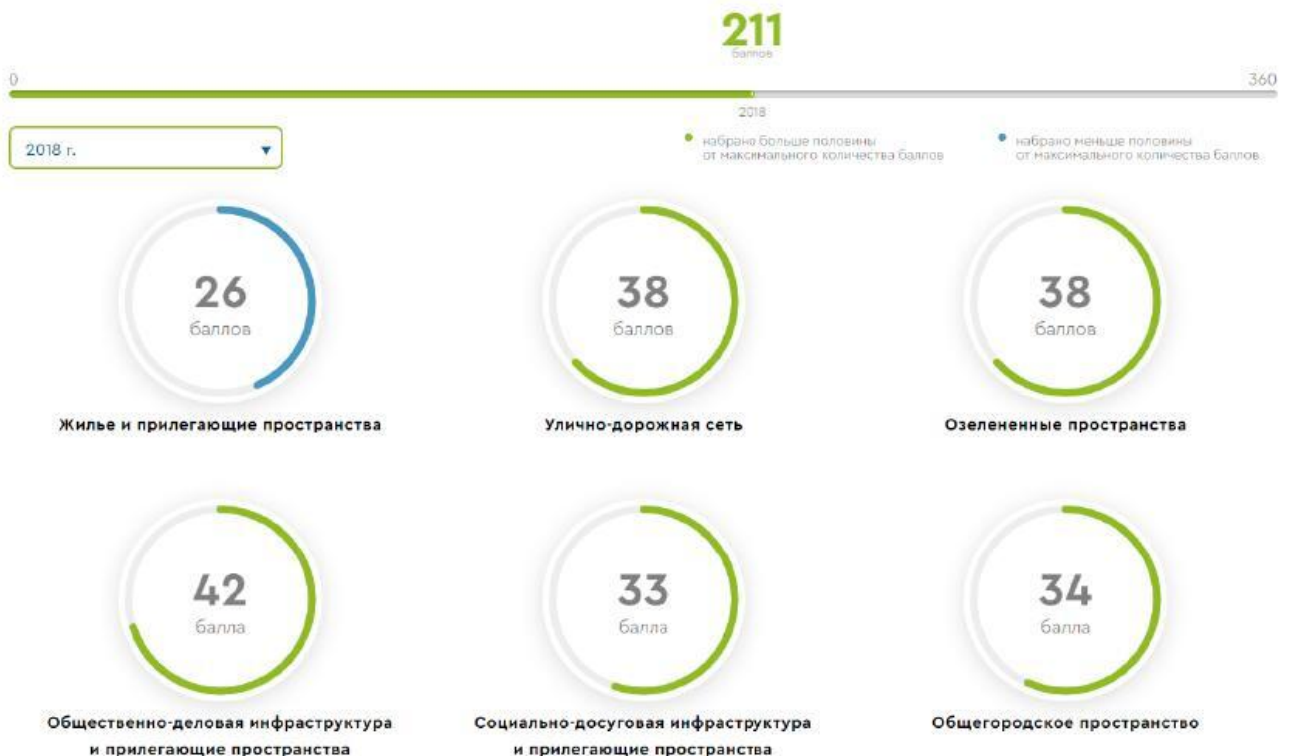 211
баллов
0
360
2018
2018 г.
набрано больше половины
от максимального количества баллов
набрано меньше половины
от максимального количества баллов
26
баллов
Жилье и прилегающие пространства
38
баллов
Улично-дорожная сеть
38
баллов
Озелененные пространства
42
балла
Общественно-деловая инфраструктура
и прилегающие пространства
33
балла
Социально-досуговая инфраструктура
и прилегающие пространства
34
балла
Общегородское пространство